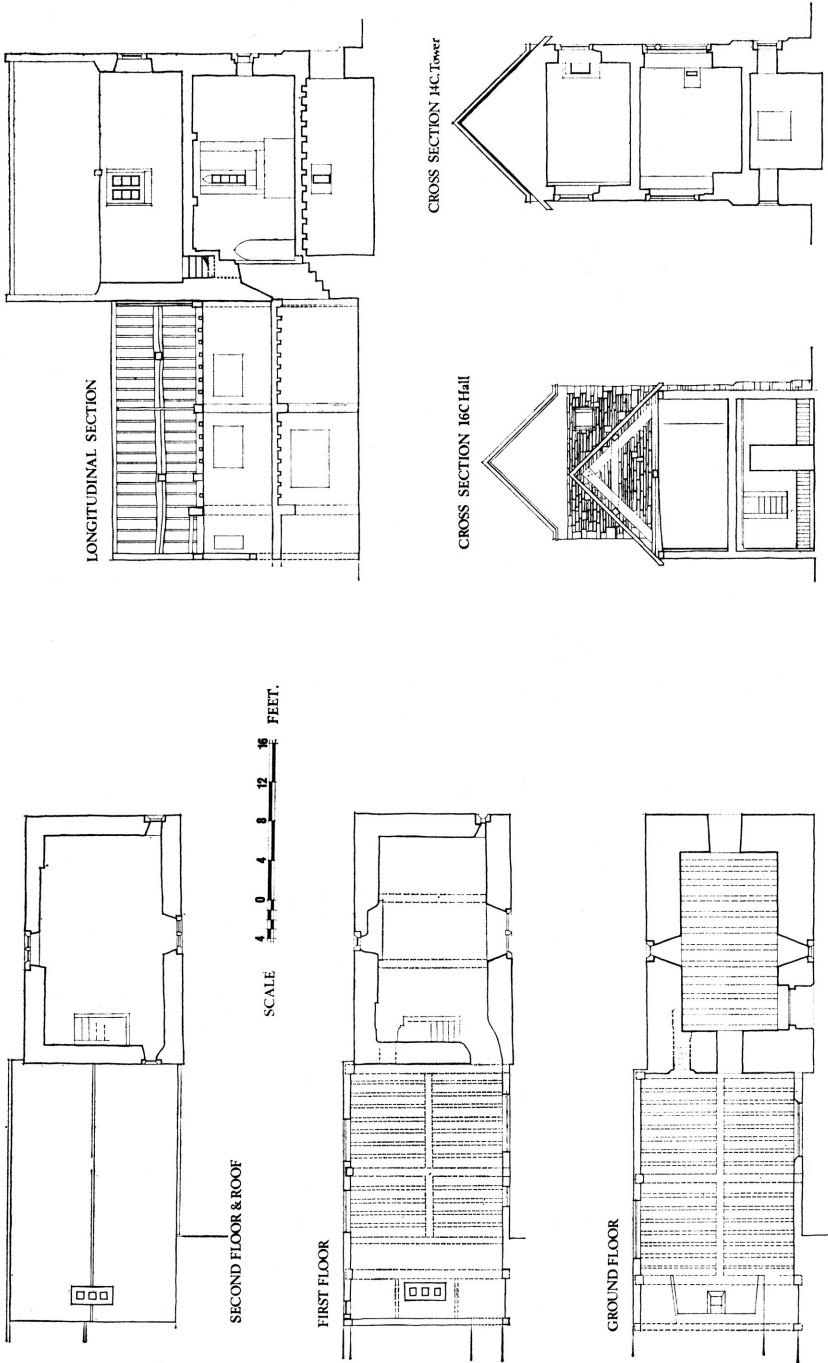 SECOND FLOOR & ROOF
SCALE 4 0 4 8 12 16 FEET.
FIRST FLOOR
GROUND FLOOR
LONGITUDINAL SECTION
CROSS SECTION 16C Hall
CROSS SECTION 14C. Tower